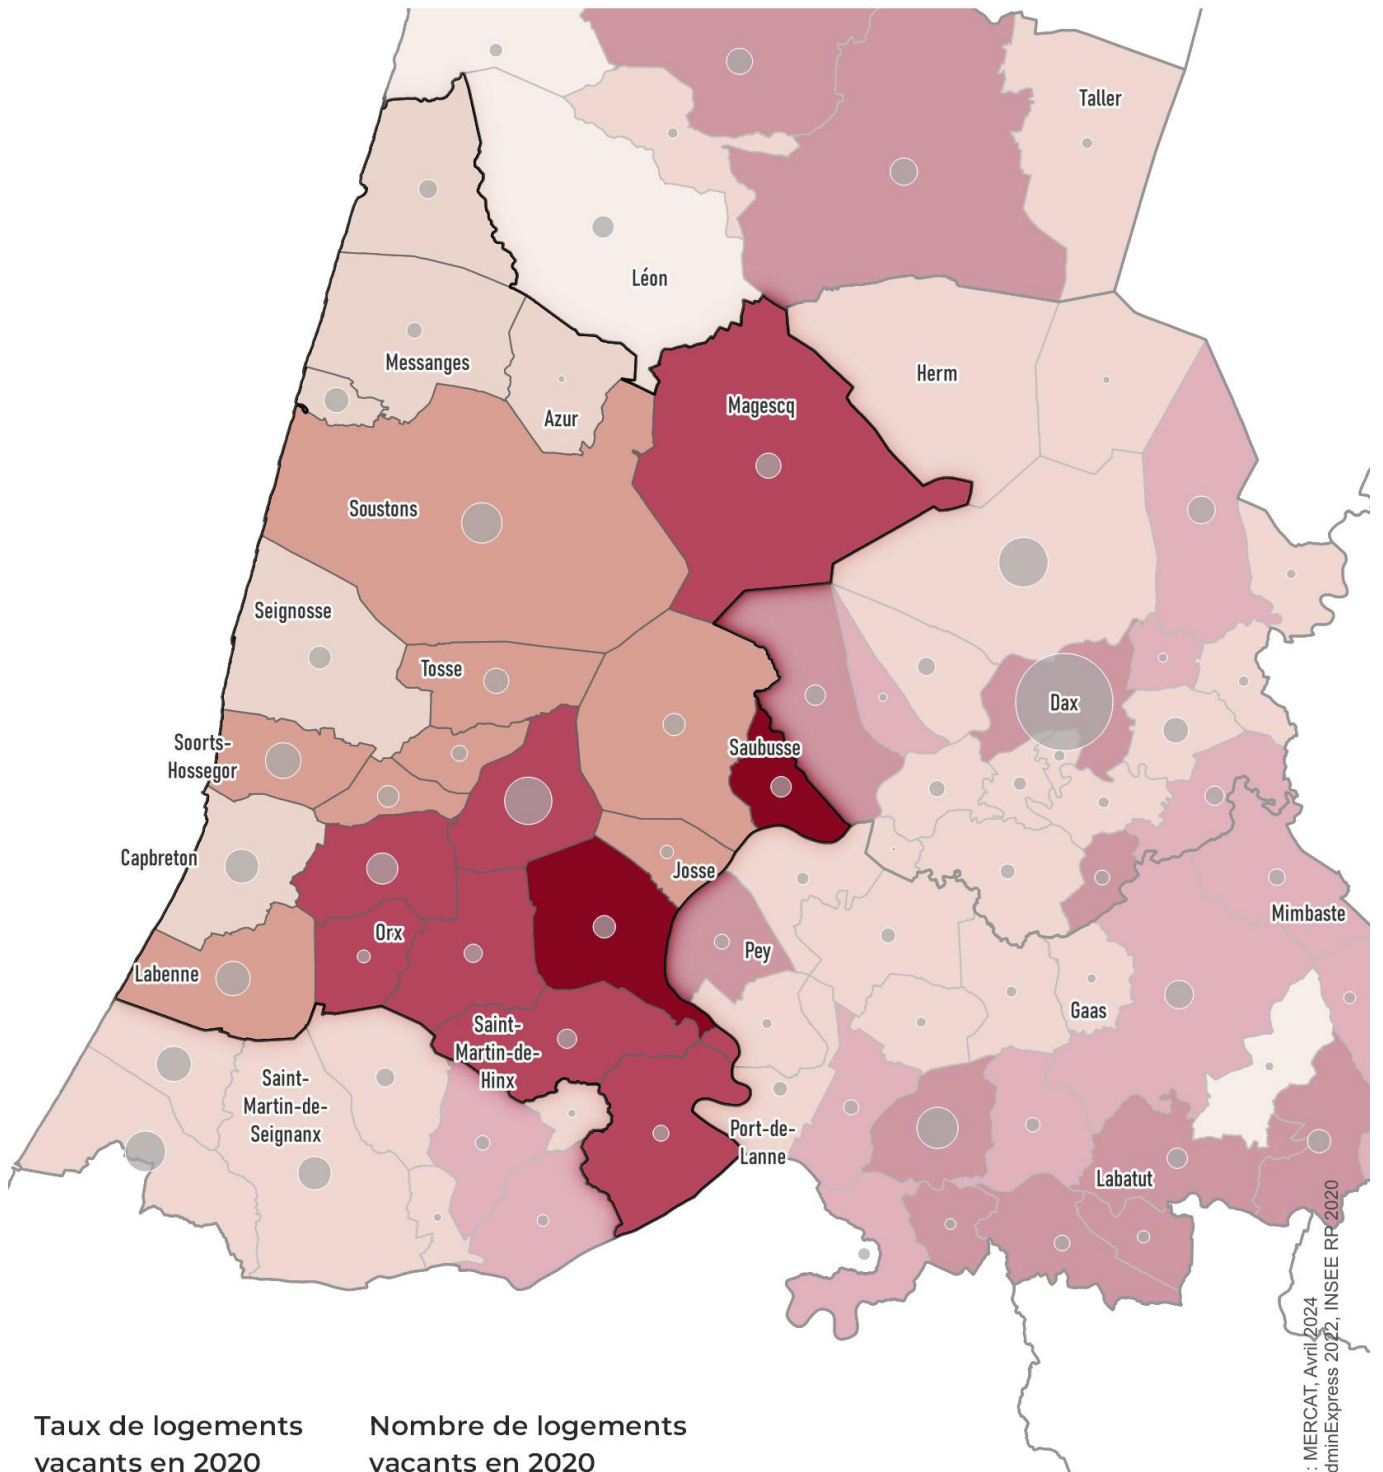 Taller
Léon
Messanges
Azur
Herm
Magescq
Soustons
Seignosse
Tosse
Dax
Soorts-
Hossegor
Saubusse
Capbreton
Josse
Mimbaste
Orx
Pey
Labenne
Gaas
Saint-
Martin-de-
Hinx
Saint-
Martin-de-
Seignanx
Port-de-
Lanne
Labatut
: MERCAT, Avril 2024
dminExpress 2022, INSEE RP 2020
Taux de logements
vacants en 2020
Nombre de logements
vacants en 2020